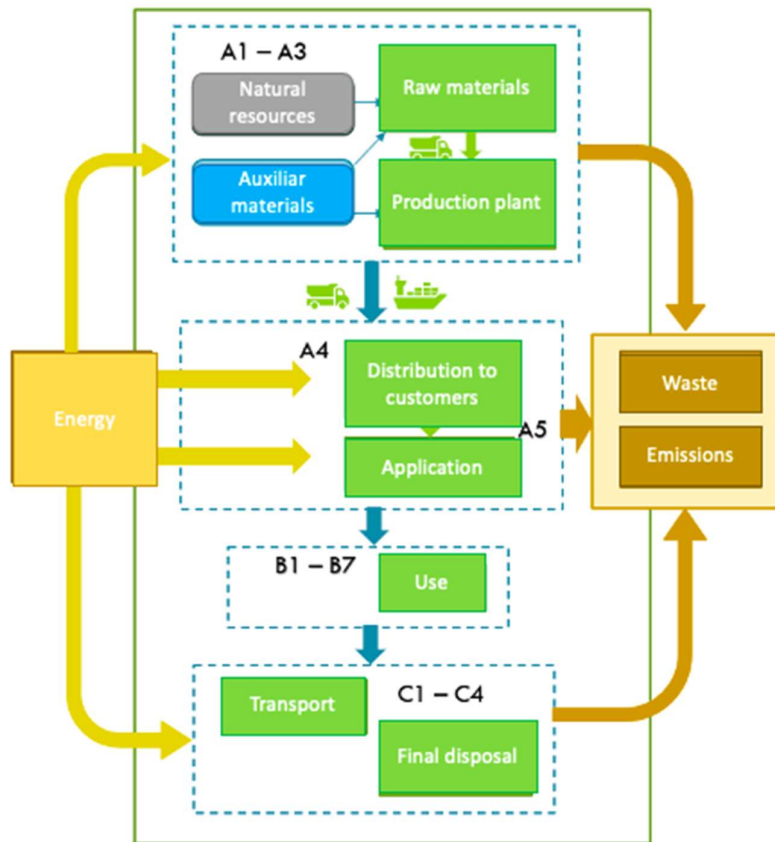 A1 – A3
Natural
resources
Raw materials
Auxiliar
materials
Production plant
A4
Distribution to
customers
A5
Application
Energy
Waste
Emissions
B1 – B7
Use
Transport
C1 – C4
Final disposal